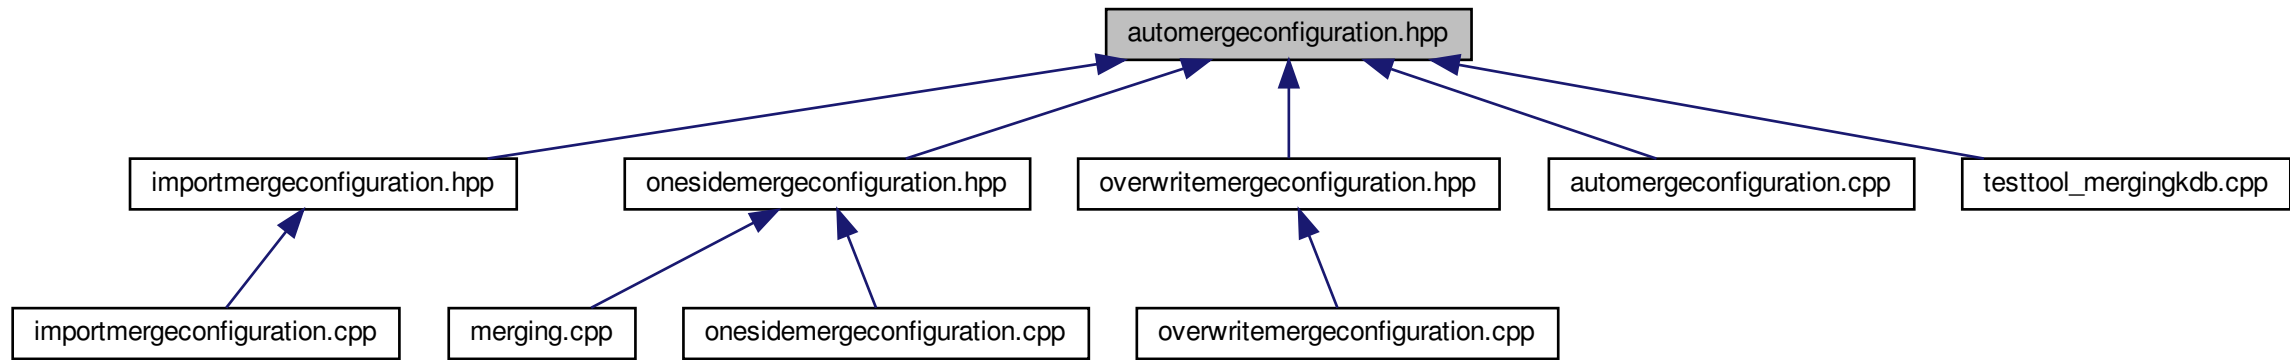 automergeconfiguration.hpp
importmergeconfiguration.hpp
onesidemergeconfiguration.hpp
overwritemergeconfiguration.hpp
automergeconfiguration.cpp
testtool_mergingkdb.cpp
importmergeconfiguration.cpp
merging.cpp
onesidemergeconfiguration.cpp
overwritemergeconfiguration.cpp